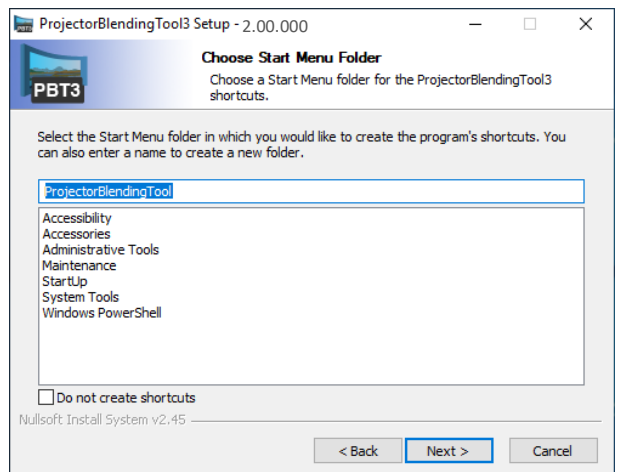 ProjectorBlendingTool3 Setup - 2.00.000
PBT3
Choose Start Menu Folder
Choose a Start Menu folder for the ProjectorBlendingTool3
shortcuts.
PBT3
Select the Start Menu folder in which you would like to create the program's shortcuts. You
can also enter a name to create a new folder.
ProjectorBlendingTool
Accessibility
Accessories
Administrative Tools
Maintenance
StartUp
System Tools
Windows PowerShell
Do not create shortcuts
Nullsoft Install System v2.45
< Back
Next >
Cancel